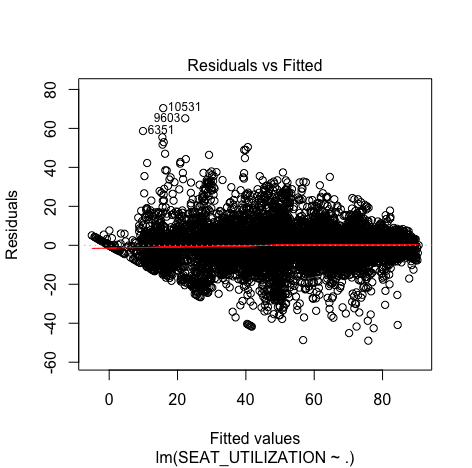 Residuals vs Fitted
80
60
40
20
0
-20
-40
-60
Residuals
10531
9603
6351
0 20 40 60 80
Fitted values
lm(SEAT_UTILIZATION ~ .)